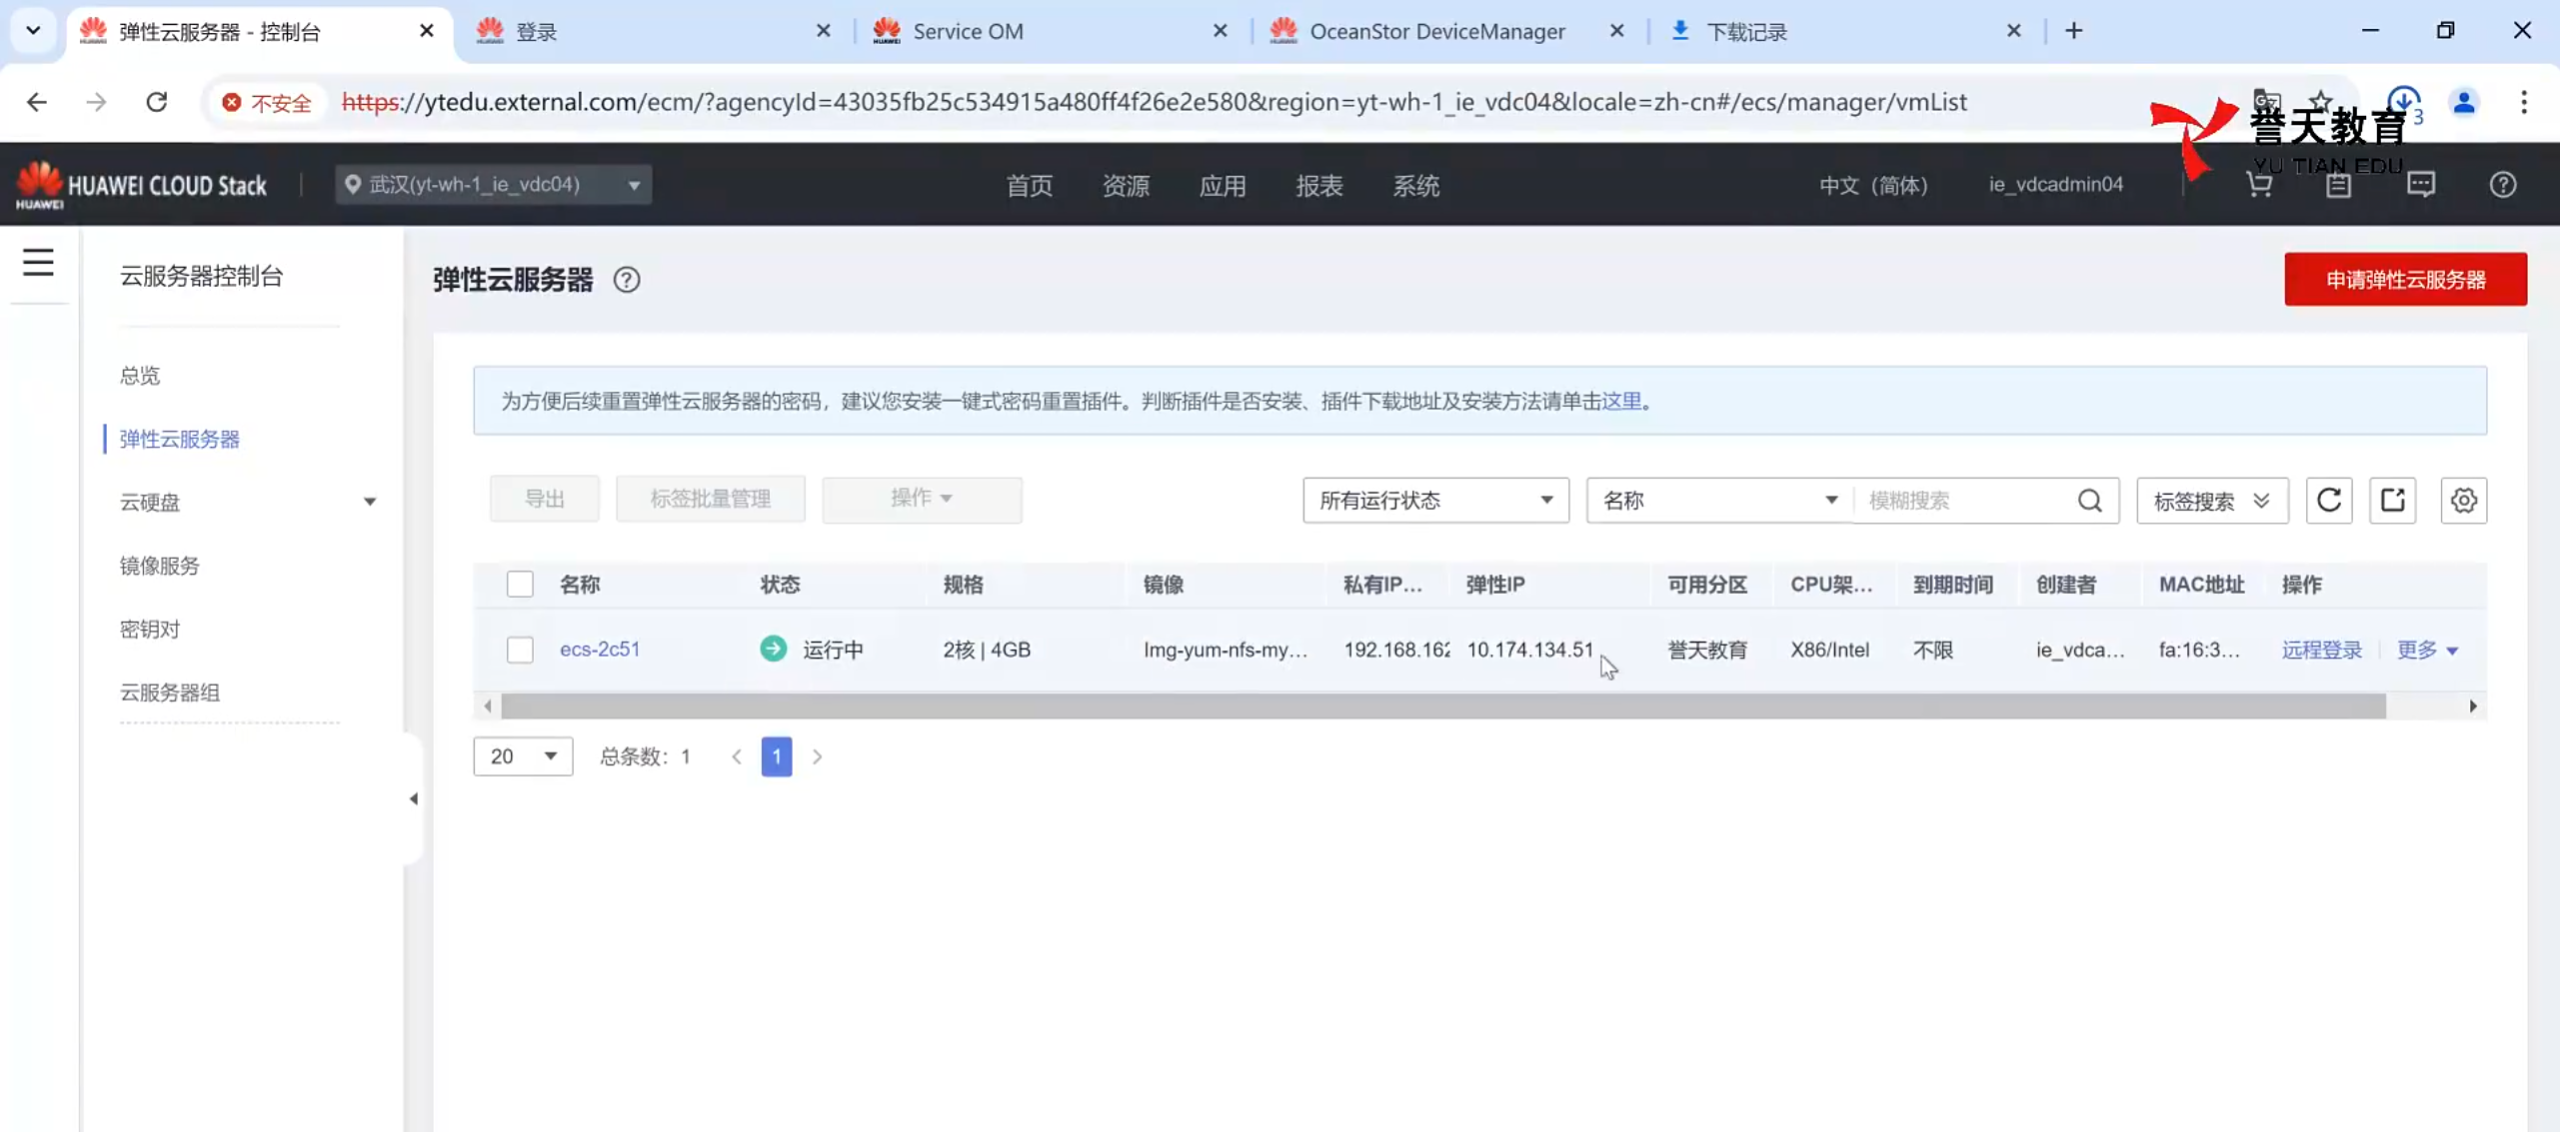 弹性云服务器 - 控制台
登录
Service OM
OceanStor DeviceManager
下载记录
不安全
https://ytedu.external.com/ecm/?agencyId=43035fb25c534915a480ff4f26e2e580&region=yt-wh-1_ie_vdc04&locale=zh-cn#/ecs/manager/vmList
3
誉天教育
YU TIAN EDU
HUAWEI
HUAWEI CLOUD Stack
武汉(yt-wh-1_ie_vdc04)
首页
资源
应用
报表
系统
中文（简体）
ie_vdcadmin04
云服务器控制台
总览
弹性云服务器
云硬盘
镜像服务
密钥对
云服务器组
弹性云服务器
申请弹性云服务器
为方便后续重置弹性云服务器的密码，建议您安装一键式密码重置插件。判断插件是否安装、插件下载地址及安装方法请单击这里。
导出
标签批量管理
操作
所有运行状态
名称
模糊搜索
标签搜索
名称 状态 规格 镜像 私有IP... 弹性IP 可用分区 CPU架... 到期时间 创建者 MAC地址 操作
ecs-2c51 运行中 2核 | 4GB Img-yum-nfs-my... 192.168.162 10.174.134.51 誉天教育 X86/Intel 不限 ie_vdca... fa:16:3... 远程登录 更多
20 总条数：1 1